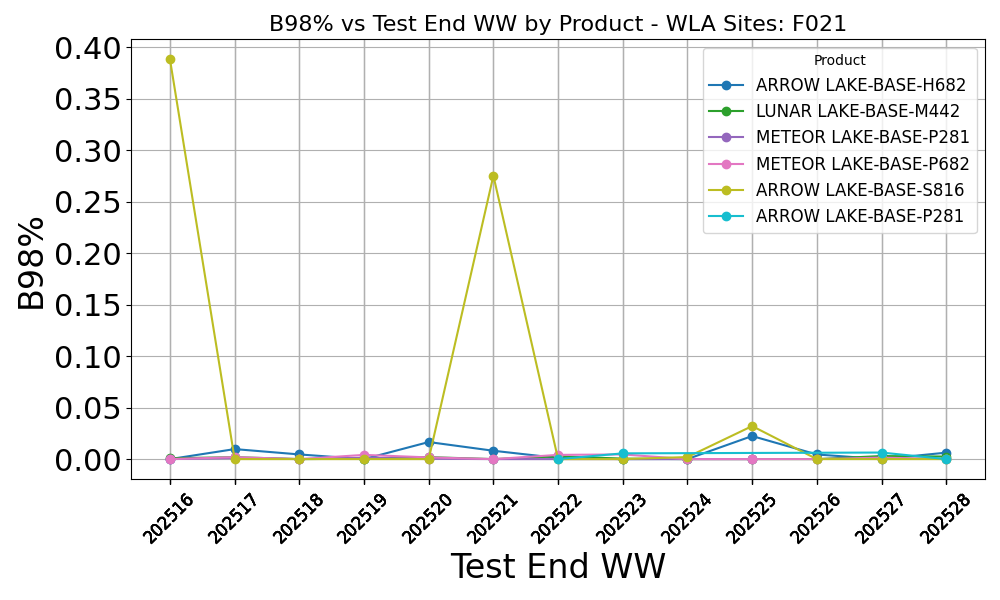 B98% vs Test End WW by Product - WLA Sites: F021
B98%
0.40
0.35
0.30
0.25
0.20
0.15
0.10
0.05
0.00
Product
ARROW LAKE-BASE-H682
LUNAR LAKE-BASE-M442
METEOR LAKE-BASE-P281
METEOR LAKE-BASE-P682
ARROW LAKE-BASE-S816
ARROW LAKE-BASE-P281
202516
202517
202518
202519
202520
202521
202522
202523
202524
202525
202526
202527
202528
Test End WW